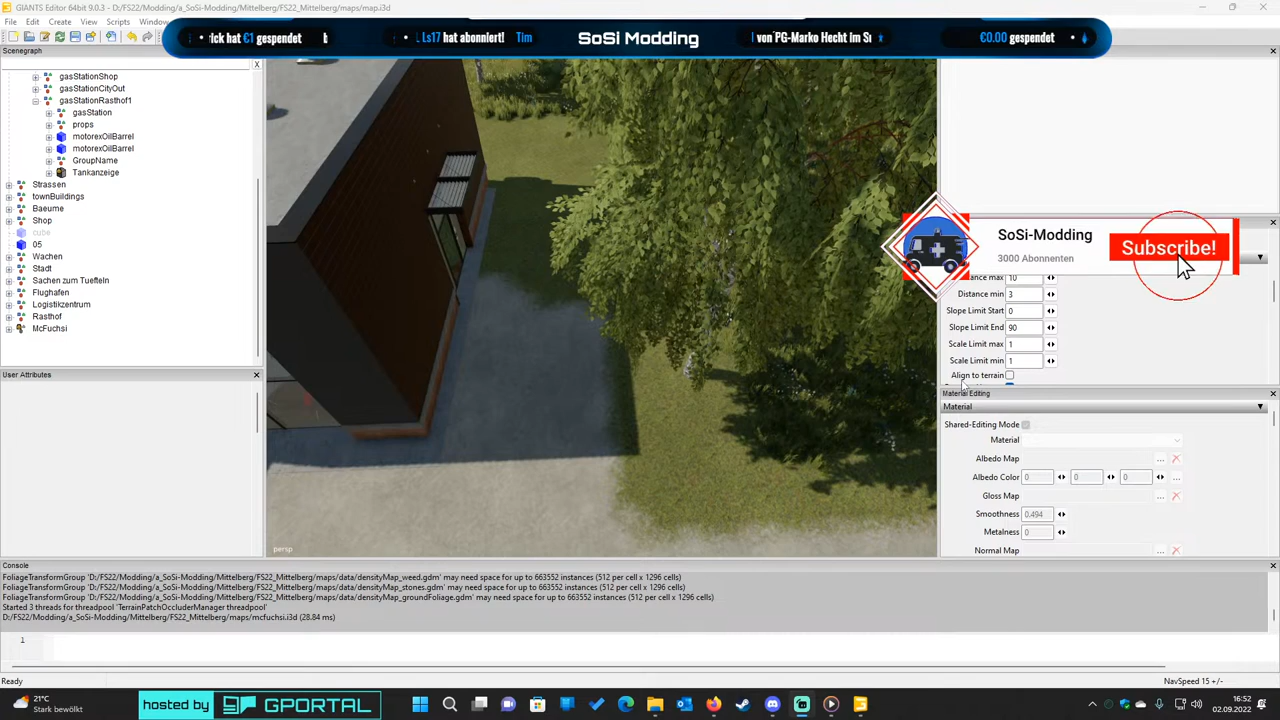 GIANTS Editor 64bit 9.0.3 - D:/FS22/Modding/a_SoSi-Modding/Mittelberg/FS22_Mittelberg/maps/map.i3d
File View Create Scripts Window
rick hat €1 gespendet
Ls17 hat abonniert! Tim
SoSi Modding
von PG-Marko Hecht im Su
€0.00 gespendet
Scenegraph
gasStationShop
gasStationCityOut
gasStationRasthof1
gasStation
props
motorexOilBarrel
motorexOilBarrel
GroupName
Tankanzeige
Strassen
townBuildings
Baeume
Shop
cube
05
Wachen
Stadt
Sachen zum Tuefteln
Flughafen
Logistikzentrum
Rasthof
McFuchsi
User Attributes
SoSi-Modding
3000 Abonnenten
Subscribe!
Distance min 3
Slope Limit Start 0
Slope Limit End 90
Scale Limit max 1
Scale Limit min 1
Align to terrain
Material Editing
Material
Shared-Editing Mode
Material
Albedo Map ...
Albedo Color 0 0 0 ...
Gloss Map ...
Smoothness 0.494
Metalness 0
Normal Map ...
persp
Console
FoliageTransformGroup 'D:/FS22/Modding/a_SoSi-Modding/Mittelberg/FS22_Mittelberg/maps/data/densityMap_weed.gdm' may need space for up to 663552 instances (512 per cell x 1296 cells)
FoliageTransformGroup 'D:/FS22/Modding/a_SoSi-Modding/Mittelberg/FS22_Mittelberg/maps/data/densityMap_stones.gdm' may need space for up to 663552 instances (512 per cell x 1296 cells)
FoliageTransformGroup 'D:/FS22/Modding/a_SoSi-Modding/Mittelberg/FS22_Mittelberg/maps/data/densityMap_groundFoliage.gdm' may need space for up to 663552 instances (512 per cell x 1296 cells)
Started 3 threads for threadpool 'TerrainPatchOccluderManager threadpool'
D:/FS22/Modding/a_SoSi-Modding/Mittelberg/FS22_Mittelberg/maps/mcfuchsi.i3d (28.84 ms)
1
Ready
NavSpeed 15 +/-
21°C
Stark bewölkt
hosted by GPORTAL
16:52
02.09.2022